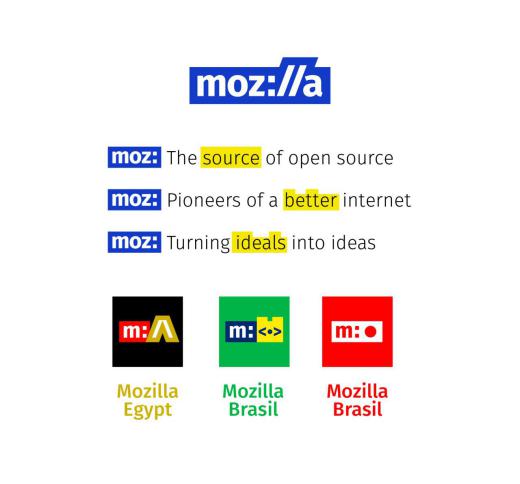 moz://a
moz: The source of open source
moz: Pioneers of a better internet
moz: Turning ideals into ideas
m:/\ m:<•> m:●
Mozilla Mozilla Mozilla
Egypt Brasil Brasil